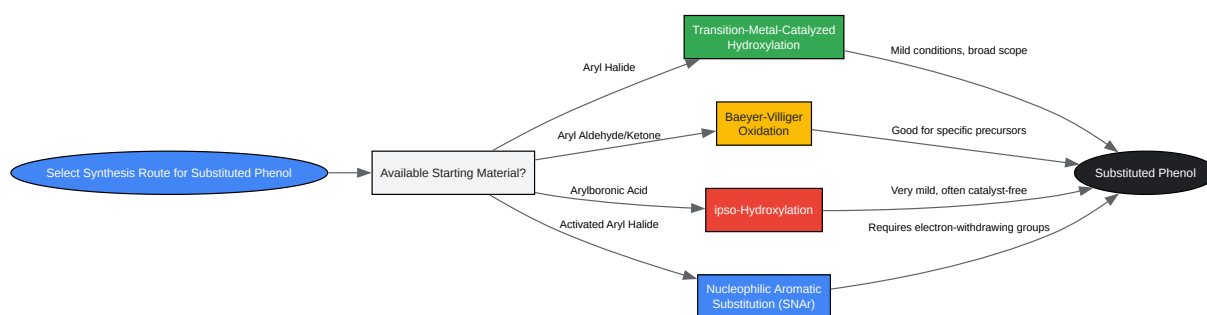 Select Synthesis Route for Substituted Phenol
Available Starting Material?
Aryl Halide
Transition-Metal-Catalyzed
Hydroxylation
Mild conditions, broad scope
Aryl Aldehyde/Ketone
Baeyer-Villiger
Oxidation
Good for specific precursors
Arylboronic Acid
ipso-Hydroxylation
Very mild, often catalyst-free
Activated Aryl Halide
Nucleophilic Aromatic
Substitution (SNAr)
Requires electron-withdrawing groups
Substituted Phenol